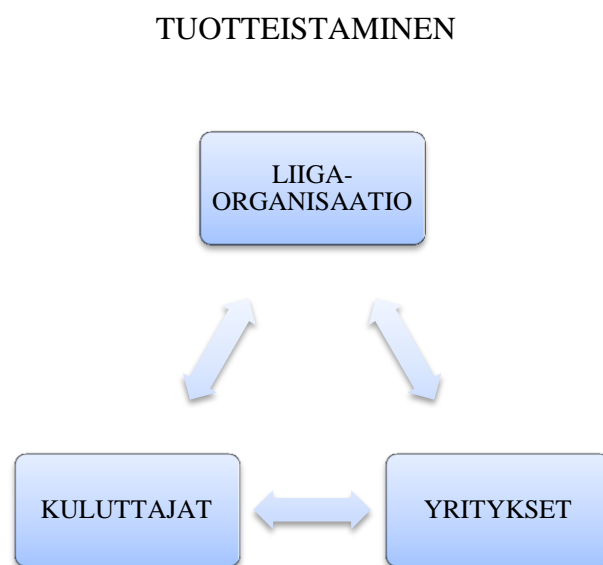 TUOTTEISTAMINEN
LIIGA-
ORGANISAATIO
KULUTTAJAT
YRITYKSET